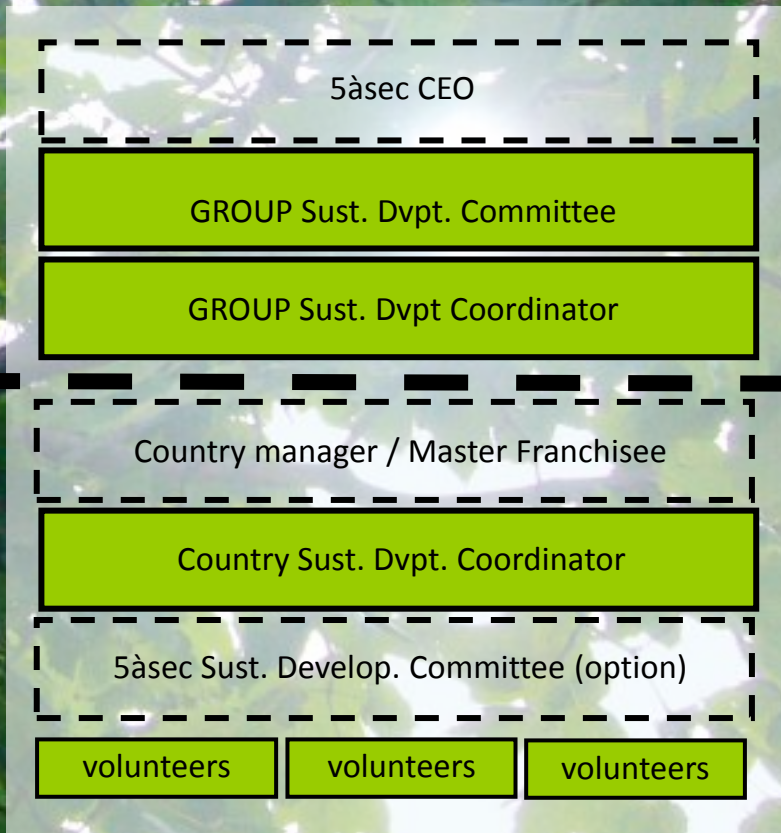 5àsec CEO
GROUP Sust. Dvpt. Committee
GROUP Sust. Dvpt Coordinator
Country manager / Master Franchisee
Country Sust. Dvpt. Coordinator
5àsec Sust. Develop. Committee (option)
volunteers volunteers volunteers